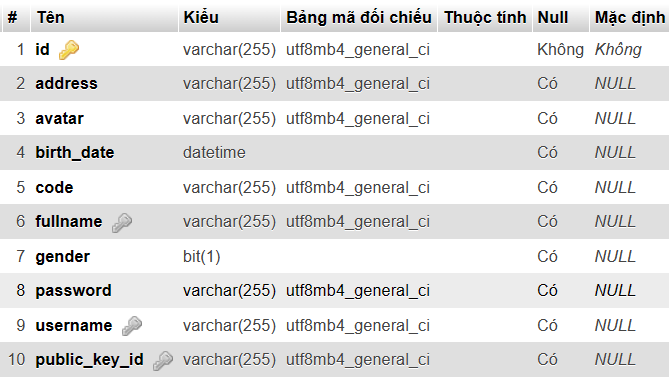 # Tên Kiểu Bảng mã đối chiếu Thuộc tính Null Mặc định
1 id varchar(255) utf8mb4_general_ci Không Không
2 address varchar(255) utf8mb4_general_ci Có NULL
3 avatar varchar(255) utf8mb4_general_ci Có NULL
4 birth_date datetime Có NULL
5 code varchar(255) utf8mb4_general_ci Có NULL
6 fullname varchar(255) utf8mb4_general_ci Có NULL
7 gender bit(1) Có NULL
8 password varchar(255) utf8mb4_general_ci Có NULL
9 username varchar(255) utf8mb4_general_ci Có NULL
10 public_key_id varchar(255) utf8mb4_general_ci Có NULL